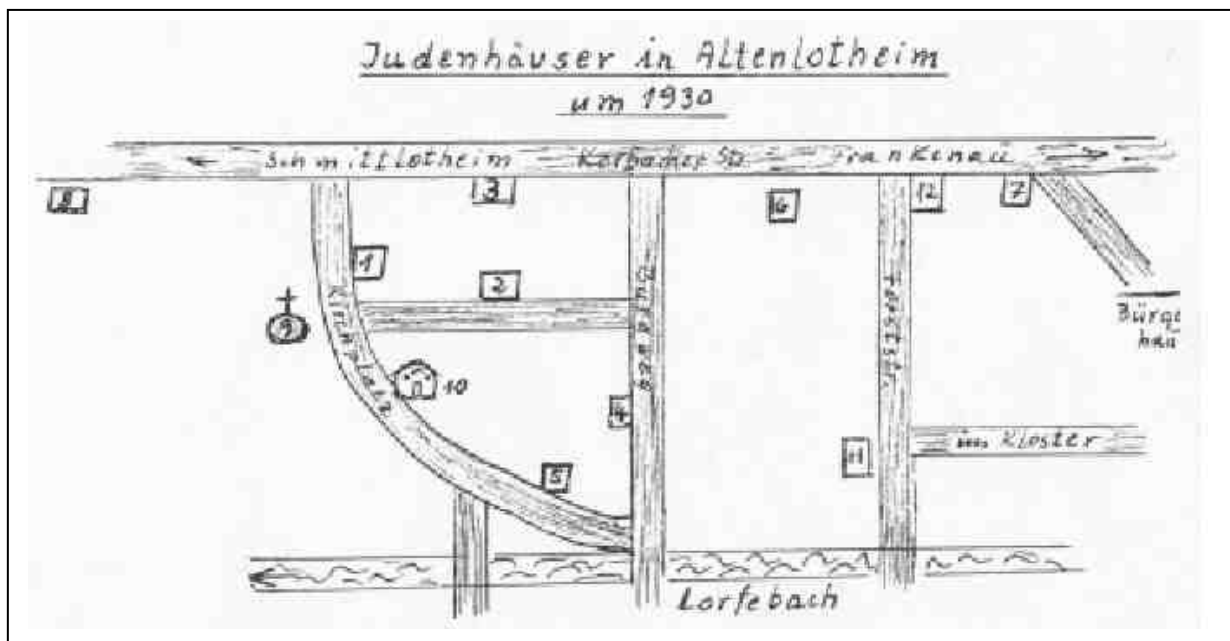 Judenhäuser in Altenlotheim
um 1930
← Schmittlotheim Korbacher Str. Frankenau →
8
3
6
12
7
1
2
Kirchplatz
9
10
4
5
11
im Kloster
Lorfebach